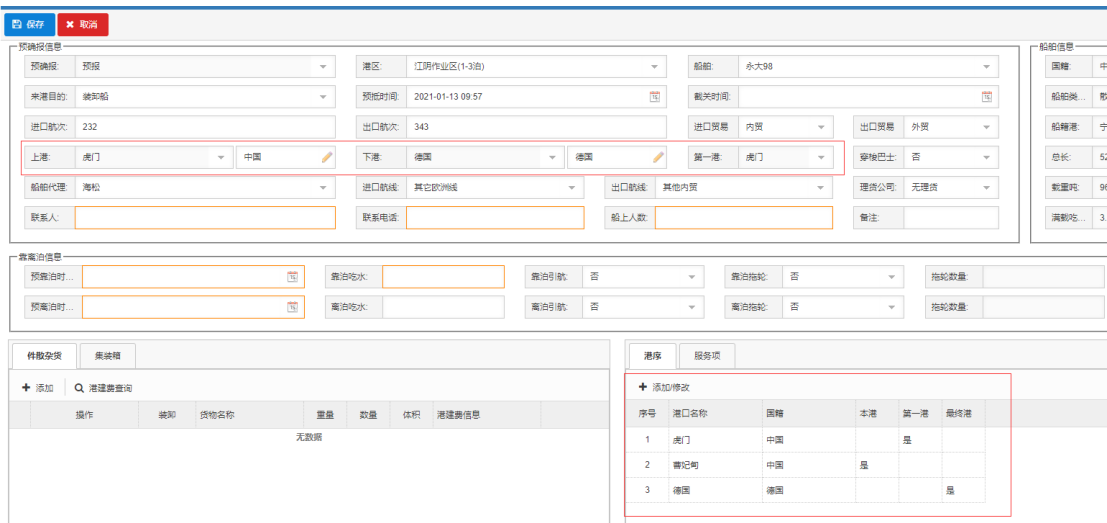 保存 取消
预确报信息
预确报: 预报 港区: 江阴作业区(1-3泊) 船舶: 永大98
来港目的: 装卸船 预抵时间: 2021-01-13 09:57 截关时间:
进口航次: 232 出口航次: 343 进口贸易 内贸 出口贸易 外贸
上港: 虎门 中国 下港: 德国 德国 第一港: 虎门 穿梭巴士: 否
船舶代理: 海松 进口航线: 其它欧洲线 出口航线: 其他内贸 理货公司: 无理货
联系人: 联系电话: 船上人数: 备注:
船舶信息
国籍:
船舶类...
船籍港:
总长: 52
载重吨: 96
满载吃... 3.
靠离泊信息
预靠泊时... 靠泊吃水: 靠泊引航: 否 靠泊拖轮: 否 拖轮数量:
预离泊时... 离泊吃水: 离泊引航: 否 离泊拖轮: 否 拖轮数量:
件散杂货 集装箱
添加 港建费查询
操作 装卸 货物名称 重量 数量 体积 港建费信息
无数据
港序 服务项
添加/修改
序号 港口名称 国籍 本港 第一港 最终港
1 虎门 中国 是
2 曹妃甸 中国 是
3 德国 德国 是